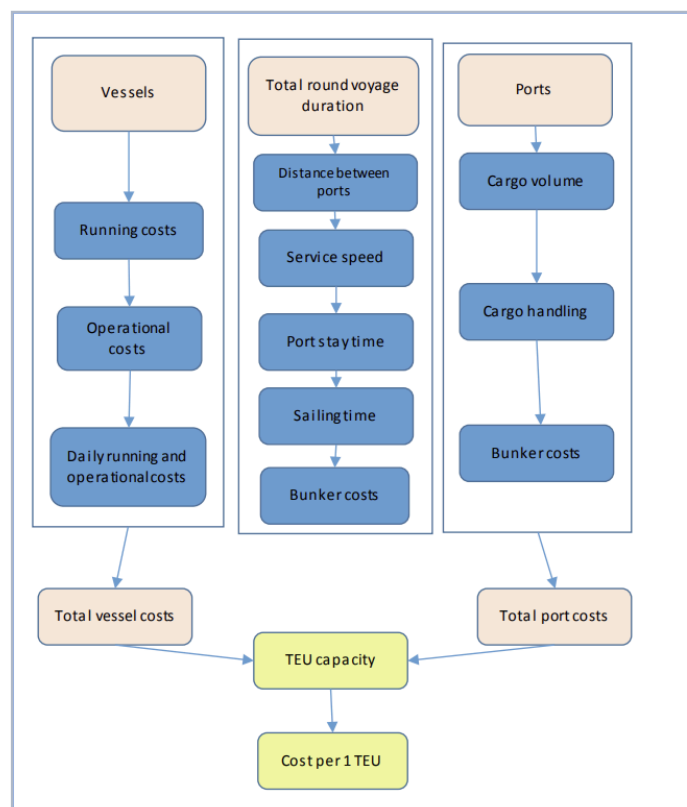 Vessels
Running costs
Operational
costs
Daily running and
operational costs
Total round voyage
duration
Distance between
ports
Service speed
Port stay time
Sailing time
Bunker costs
Ports
Cargo volume
Cargo handling
Bunker costs
Total vessel costs
Total port costs
TEU capacity
Cost per 1 TEU